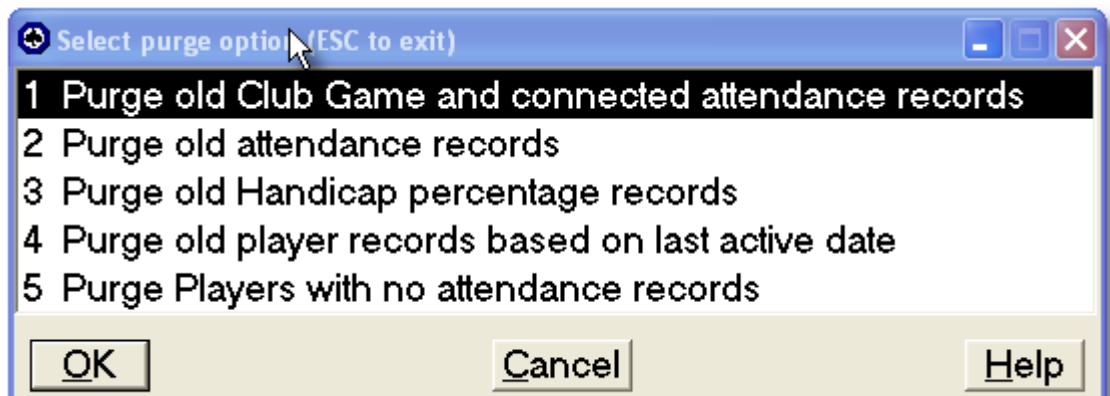 Select purge option (ESC to exit)
1 Purge old Club Game and connected attendance records
2 Purge old attendance records
3 Purge old Handicap percentage records
4 Purge old player records based on last active date
5 Purge Players with no attendance records
OK Cancel Help